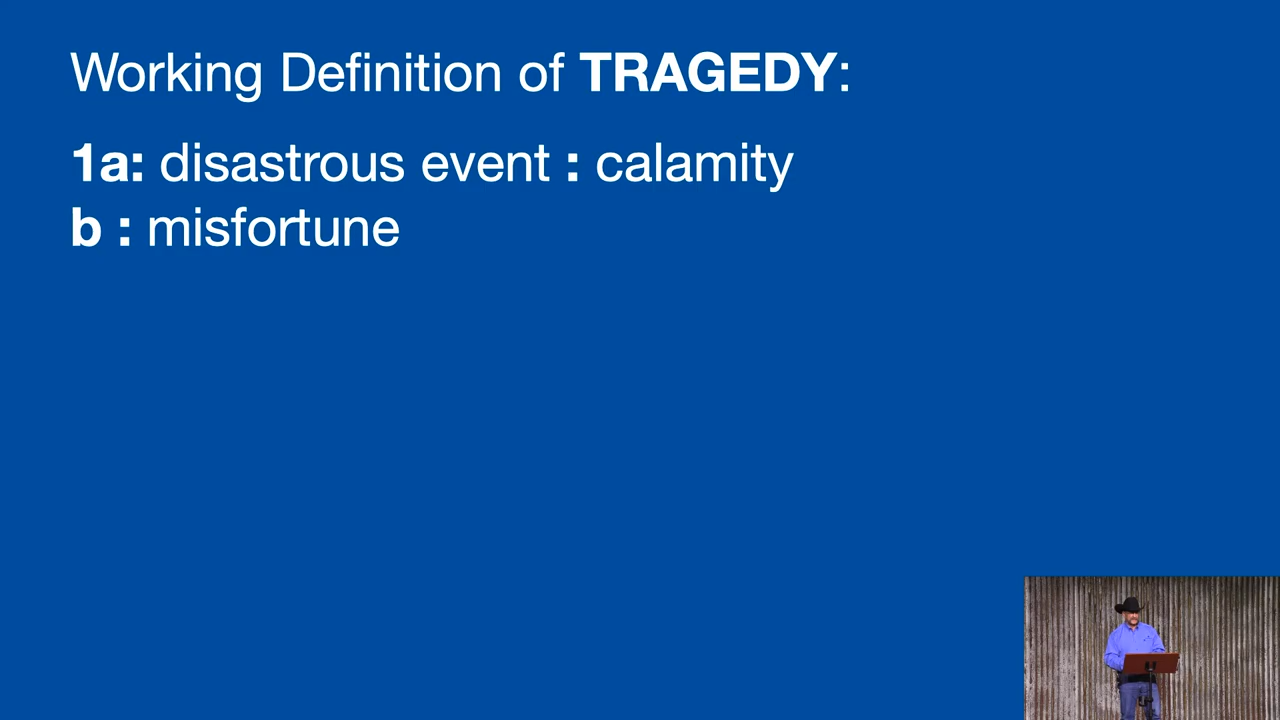 Working Definition of TRAGEDY:
1a: disastrous event : calamity
b : misfortune